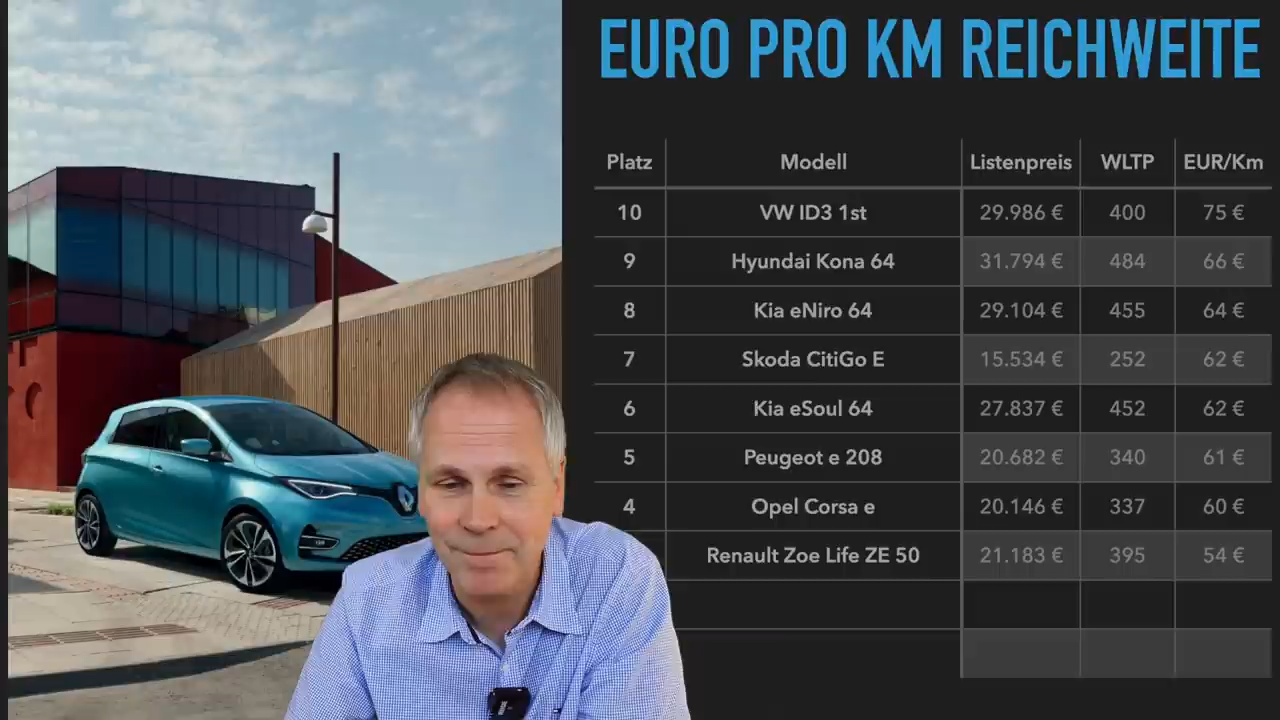 EURO PRO KM REICHWEITE
Platz Modell Listenpreis WLTP EUR/Km
10 VW ID3 1st 29.986 € 400 75 €
9 Hyundai Kona 64 31.794 € 484 66 €
8 Kia eNiro 64 29.104 € 455 64 €
7 Skoda CitiGo E 15.534 € 252 62 €
6 Kia eSoul 64 27.837 € 452 62 €
5 Peugeot e 208 20.682 € 340 61 €
4 Opel Corsa e 20.146 € 337 60 €
Renault Zoe Life ZE 50 21.183 € 395 54 €